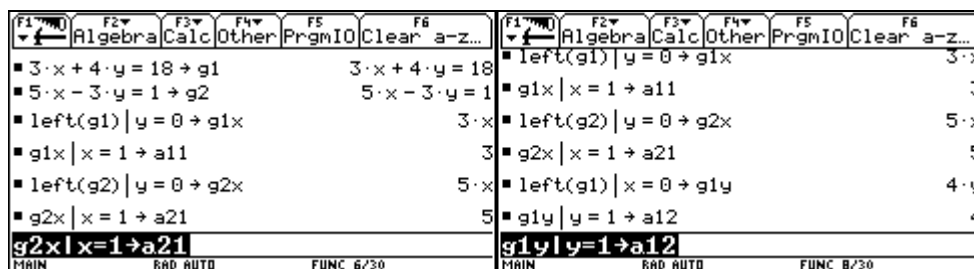 F1 F2 F3 F4 F5 F6
Algebra Calc Other PrgmIO Clear a-z…
▪ 3·x + 4·y = 18 → g1 3·x + 4·y = 18
▪ 5·x - 3·y = 1 → g2 5·x - 3·y = 1
▪ left(g1) | y = 0 → g1x 3·x
▪ g1x | x = 1 → a11 3
▪ left(g2) | y = 0 → g2x 5·x
▪ g2x | x = 1 → a21 5
g2x|x=1→a21
MAIN RAD AUTO FUNC 6/30
F1 F2 F3 F4 F5 F6
Algebra Calc Other PrgmIO Clear a-z…
▪ left(g1) | y = 0 → g1x 3·
▪ g1x | x = 1 → a11
▪ left(g2) | y = 0 → g2x 5·
▪ g2x | x = 1 → a21
▪ left(g1) | x = 0 → g1y 4·
▪ g1y | y = 1 → a12
g1y|y=1→a12
MAIN RAD AUTO FUNC 8/30